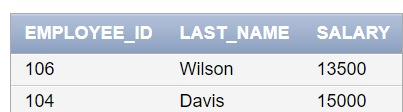 EMPLOYEE_ID LAST_NAME SALARY
106 Wilson 13500
104 Davis 15000